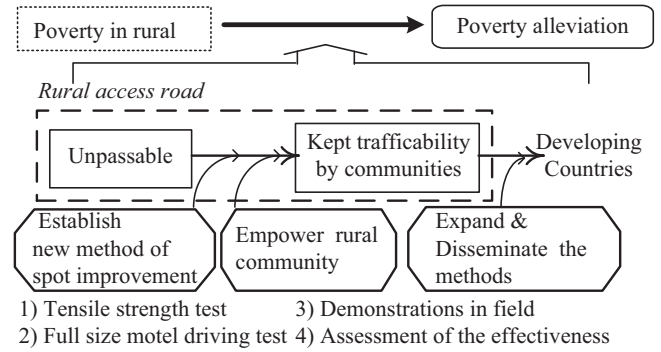 Poverty in rural
Poverty alleviation
Rural access road
Unpassable
Kept trafficability
by communities
Developing
Countries
Establish
new method of
spot improvement
Empower rural
community
Expand &
Disseminate the
methods
1) Tensile strength test
3) Demonstrations in field
2) Full size motel driving test
4) Assessment of the effectiveness